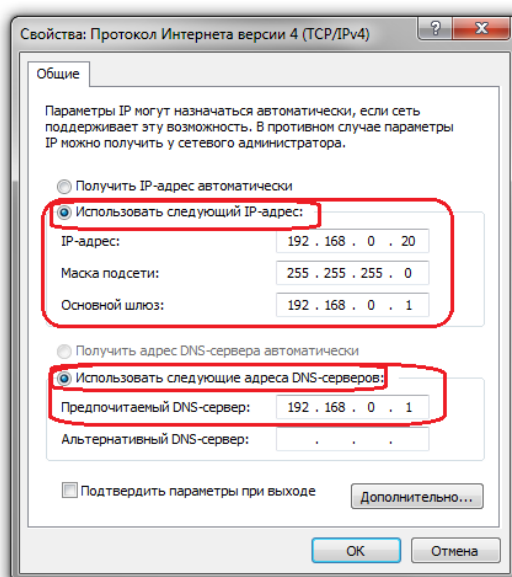 Свойства: Протокол Интернета версии 4 (TCP/IPv4)
Общие
Параметры IP могут назначаться автоматически, если сеть
поддерживает эту возможность. В противном случае параметры
IP можно получить у сетевого администратора.
Получить IP-адрес автоматически
Использовать следующий IP-адрес:
IP-адрес: 192 . 168 . 0 . 20
Маска подсети: 255 . 255 . 255 . 0
Основной шлюз: 192 . 168 . 0 . 1
Получить адрес DNS-сервера автоматически
Использовать следующие адреса DNS-серверов:
Предпочитаемый DNS-сервер: 192 . 168 . 0 . 1
Альтернативный DNS-сервер: . . .
Подтвердить параметры при выходе
Дополнительно...
OK Отмена